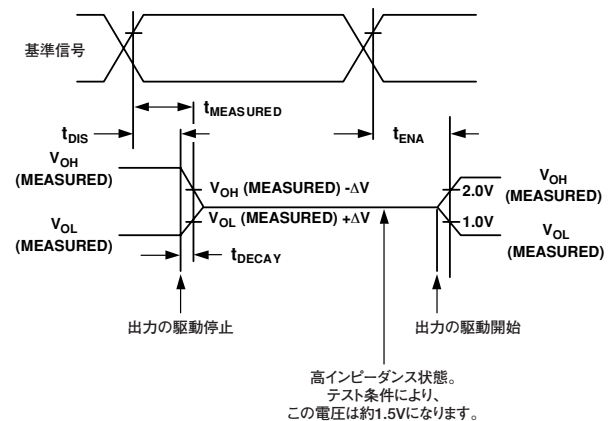 基準信号
tMEASURED
tDIS
tENA
VOH
(MEASURED)
VOH (MEASURED) -ΔV
2.0V
VOH
(MEASURED)
VOL
(MEASURED)
VOL (MEASURED) +ΔV
1.0V
VOL
(MEASURED)
tDECAY
出力の駆動停止
出力の駆動開始
高インピーダンス状態。
テスト条件により、
この電圧は約1.5Vになります。